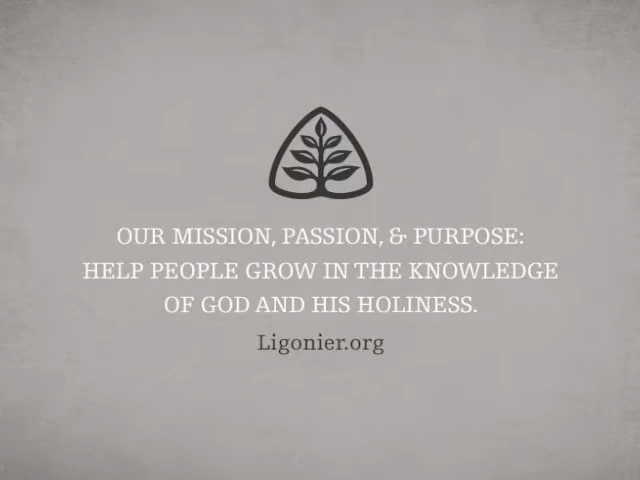 OUR MISSION, PASSION, & PURPOSE:
HELP PEOPLE GROW IN THE KNOWLEDGE
OF GOD AND HIS HOLINESS.
Ligonier.org